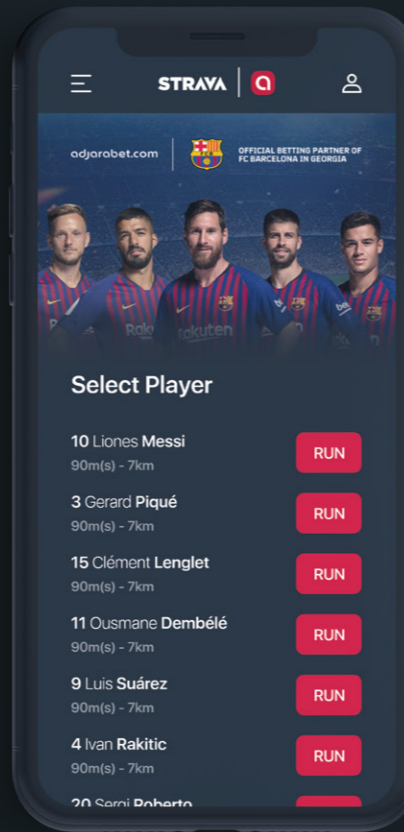 STRAVA
adjarabet.com
OFFICIAL BETTING PARTNER OF
FC BARCELONA IN GEORGIA
Rakuten
beko
Select Player
10 Liones Messi
RUN
90m(s) - 7km
3 Gerard Piqué
RUN
90m(s) - 7km
15 Clément Lenglet
RUN
90m(s) - 7km
11 Ousmane Dembélé
RUN
90m(s) - 7km
9 Luis Suárez
RUN
90m(s) - 7km
4 Ivan Rakitic
RUN
90m(s) - 7km
20 Sergi Roberto